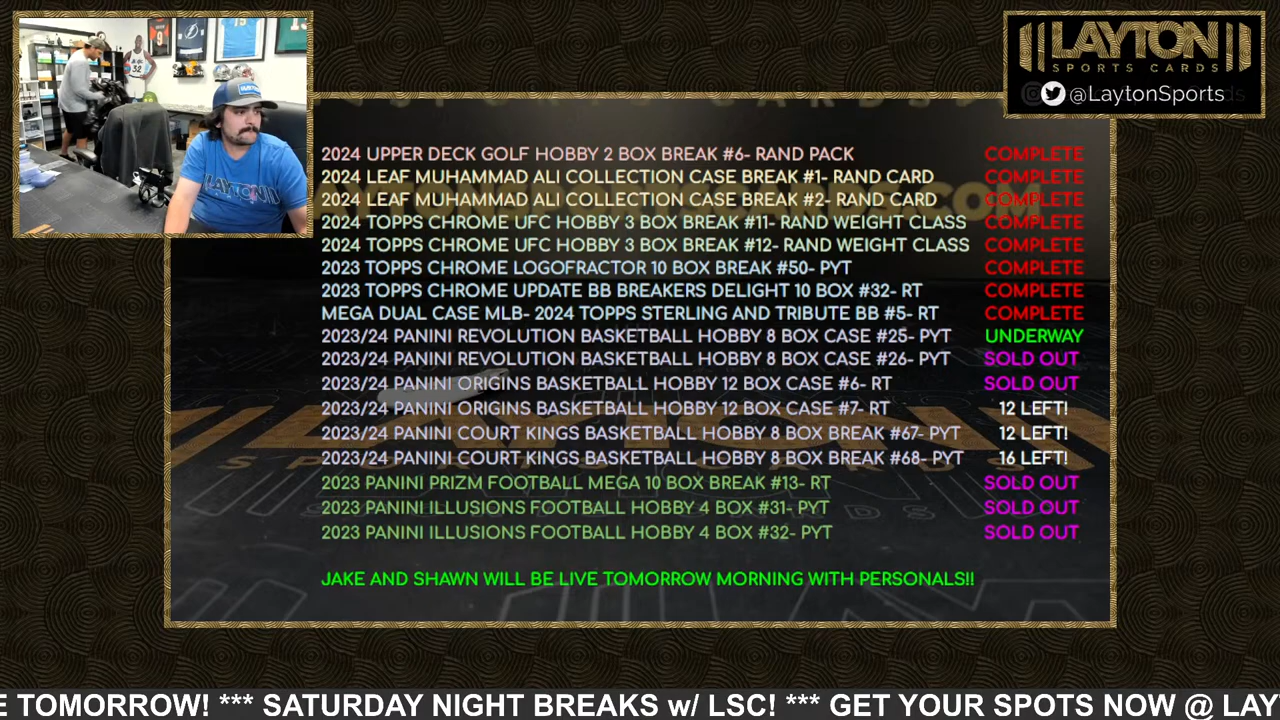 LAYTON
SPORTS CARDS
@LaytonSports
2024 UPPER DECK GOLF HOBBY 2 BOX BREAK #6- RAND PACK COMPLETE
2024 LEAF MUHAMMAD ALI COLLECTION CASE BREAK #1- RAND CARD COMPLETE
2024 LEAF MUHAMMAD ALI COLLECTION CASE BREAK #2- RAND CARD COMPLETE
2024 TOPPS CHROME UFC HOBBY 3 BOX BREAK #11- RAND WEIGHT CLASS COMPLETE
2024 TOPPS CHROME UFC HOBBY 3 BOX BREAK #12- RAND WEIGHT CLASS COMPLETE
2023 TOPPS CHROME LOGOFRACTOR 10 BOX BREAK #50- PYT COMPLETE
2023 TOPPS CHROME UPDATE BB BREAKERS DELIGHT 10 BOX #32- RT COMPLETE
MEGA DUAL CASE MLB- 2024 TOPPS STERLING AND TRIBUTE BB #5- RT COMPLETE
2023/24 PANINI REVOLUTION BASKETBALL HOBBY 8 BOX CASE #25- PYT UNDERWAY
2023/24 PANINI REVOLUTION BASKETBALL HOBBY 8 BOX CASE #26- PYT SOLD OUT
2023/24 PANINI ORIGINS BASKETBALL HOBBY 12 BOX CASE #6- RT SOLD OUT
2023/24 PANINI ORIGINS BASKETBALL HOBBY 12 BOX CASE #7- RT 12 LEFT!
2023/24 PANINI COURT KINGS BASKETBALL HOBBY 8 BOX BREAK #67- PYT 12 LEFT!
2023/24 PANINI COURT KINGS BASKETBALL HOBBY 8 BOX BREAK #68- PYT 16 LEFT!
2023 PANINI PRIZM FOOTBALL MEGA 10 BOX BREAK #13- RT SOLD OUT
2023 PANINI ILLUSIONS FOOTBALL HOBBY 4 BOX #31- PYT SOLD OUT
2023 PANINI ILLUSIONS FOOTBALL HOBBY 4 BOX #32- PYT SOLD OUT
JAKE AND SHAWN WILL BE LIVE TOMORROW MORNING WITH PERSONALS!!
E TOMORROW! *** SATURDAY NIGHT BREAKS w/ LSC! *** GET YOUR SPOTS NOW @ LAY